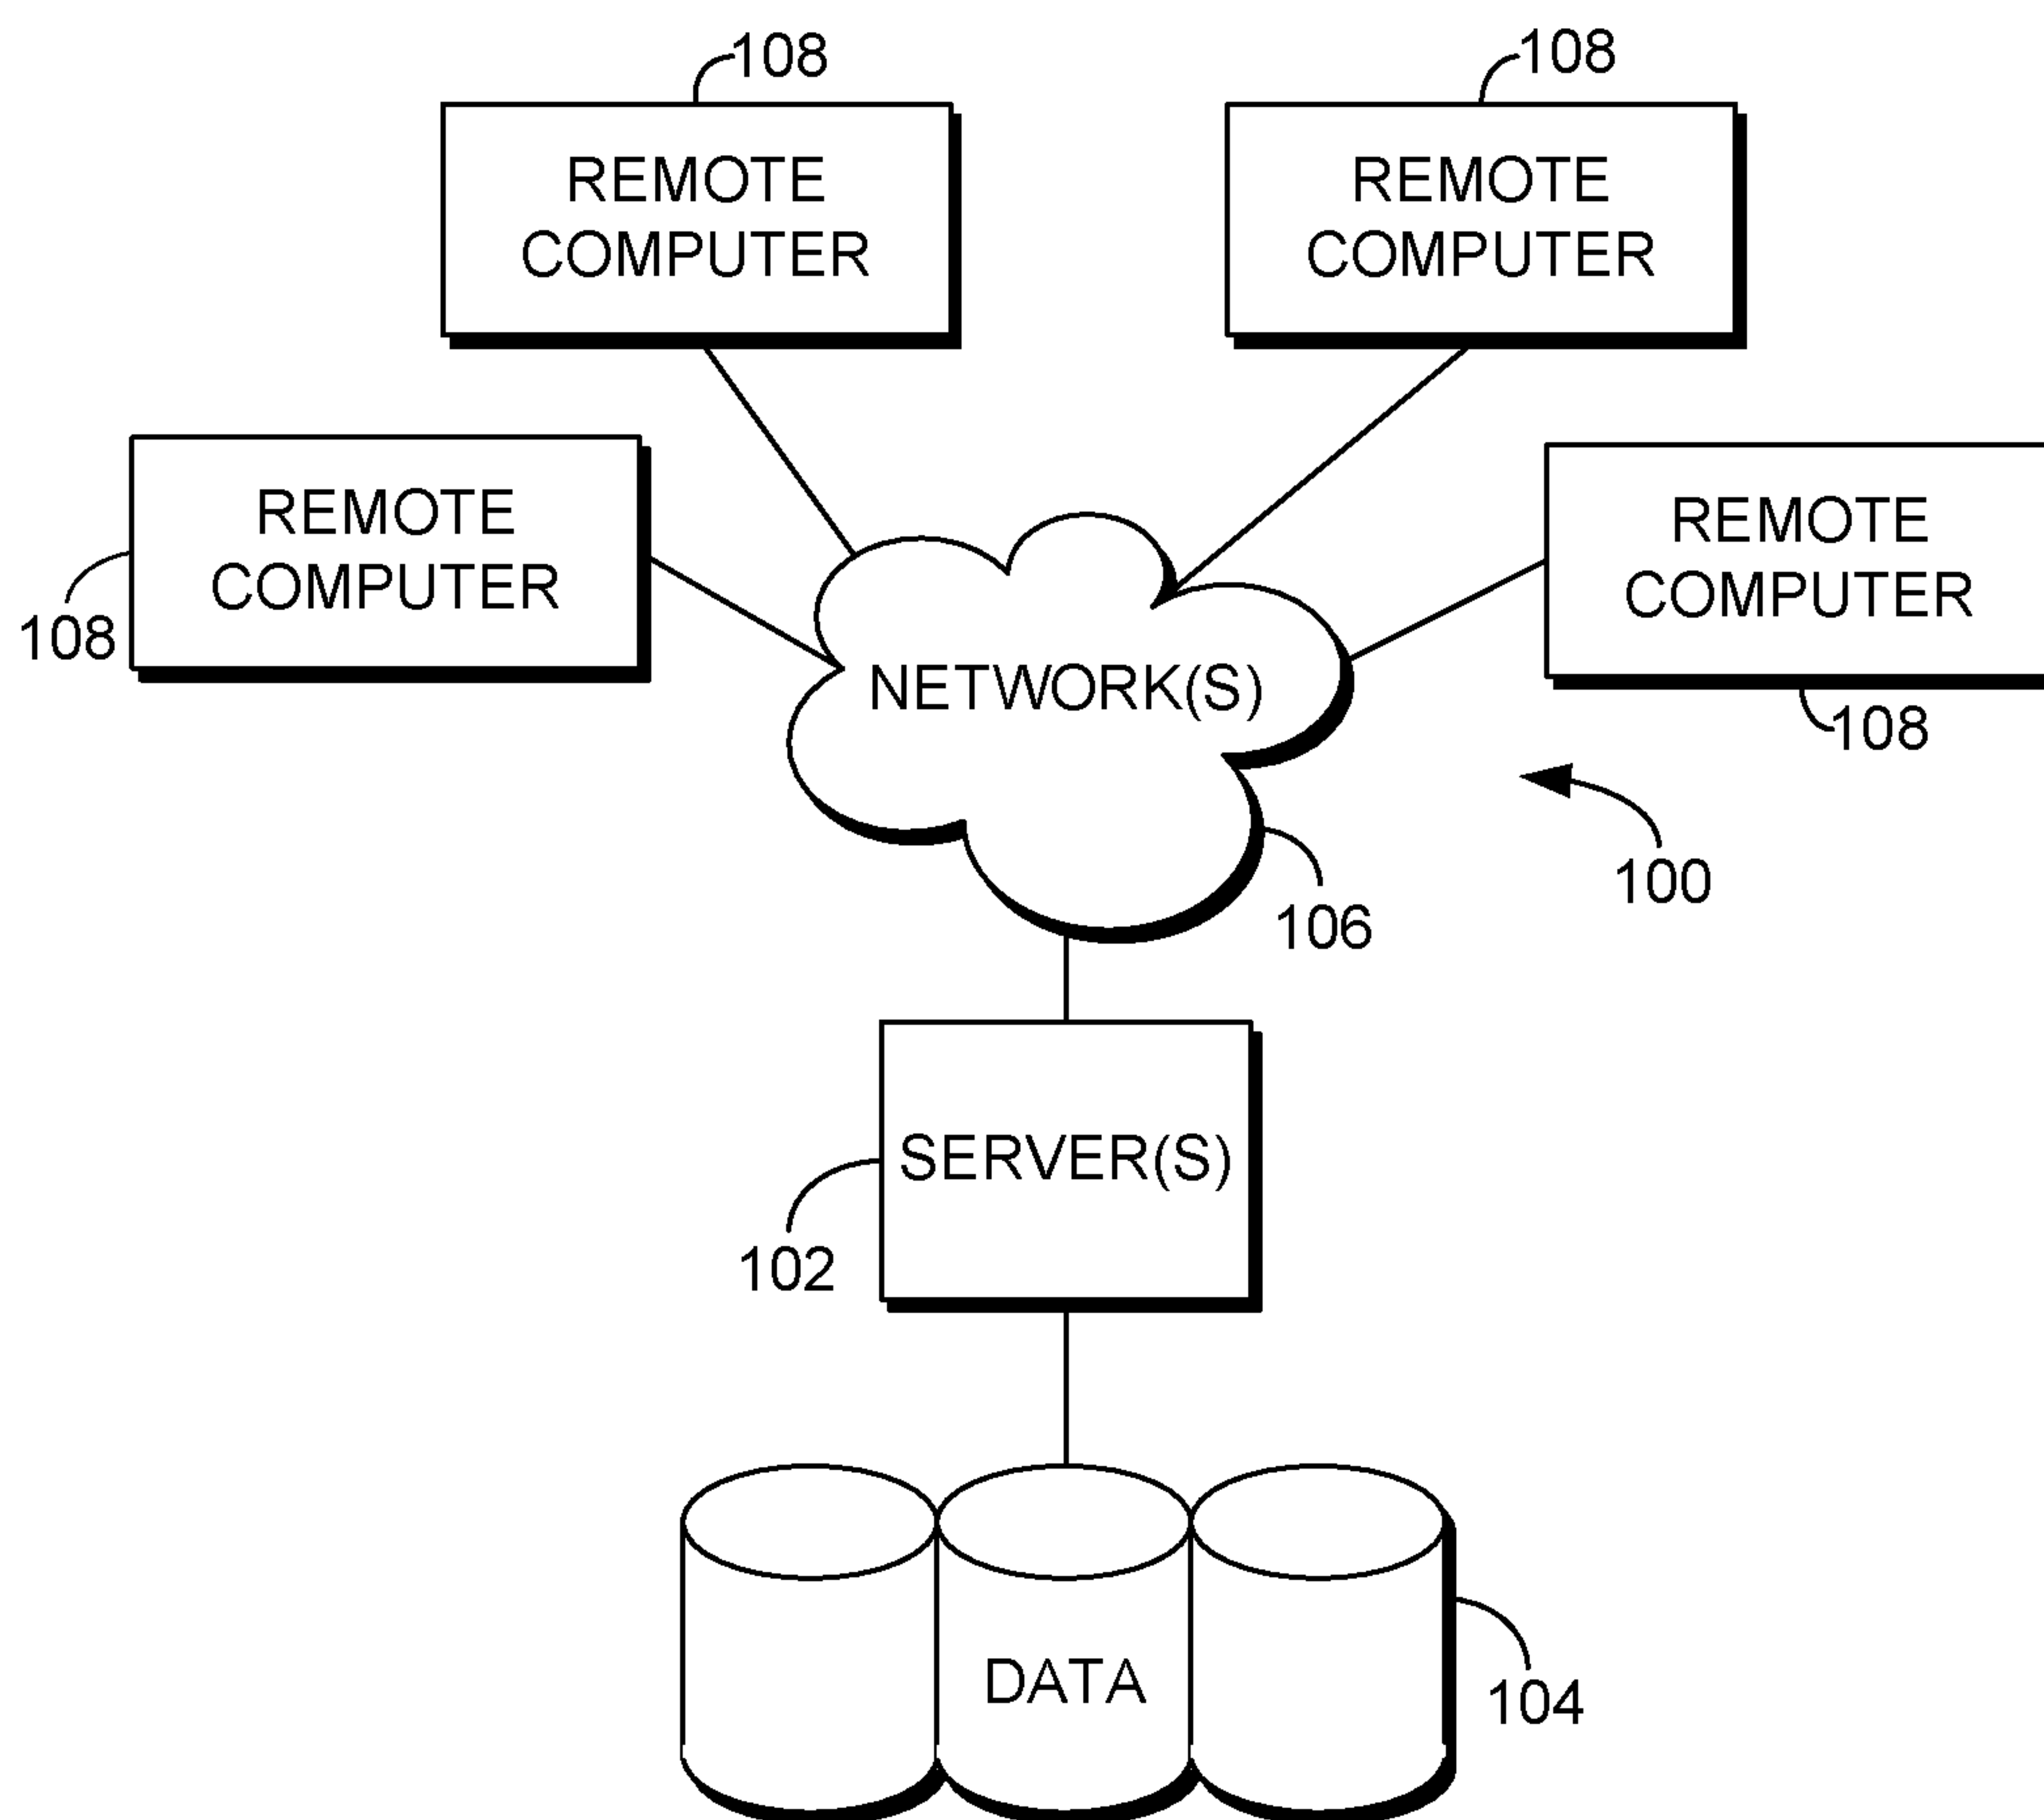 108
108
REMOTE
COMPUTER
REMOTE
COMPUTER
REMOTE
COMPUTER
108
REMOTE
COMPUTER
108
NETWORK(S)
100
106
SERVER(S)
102
DATA
104